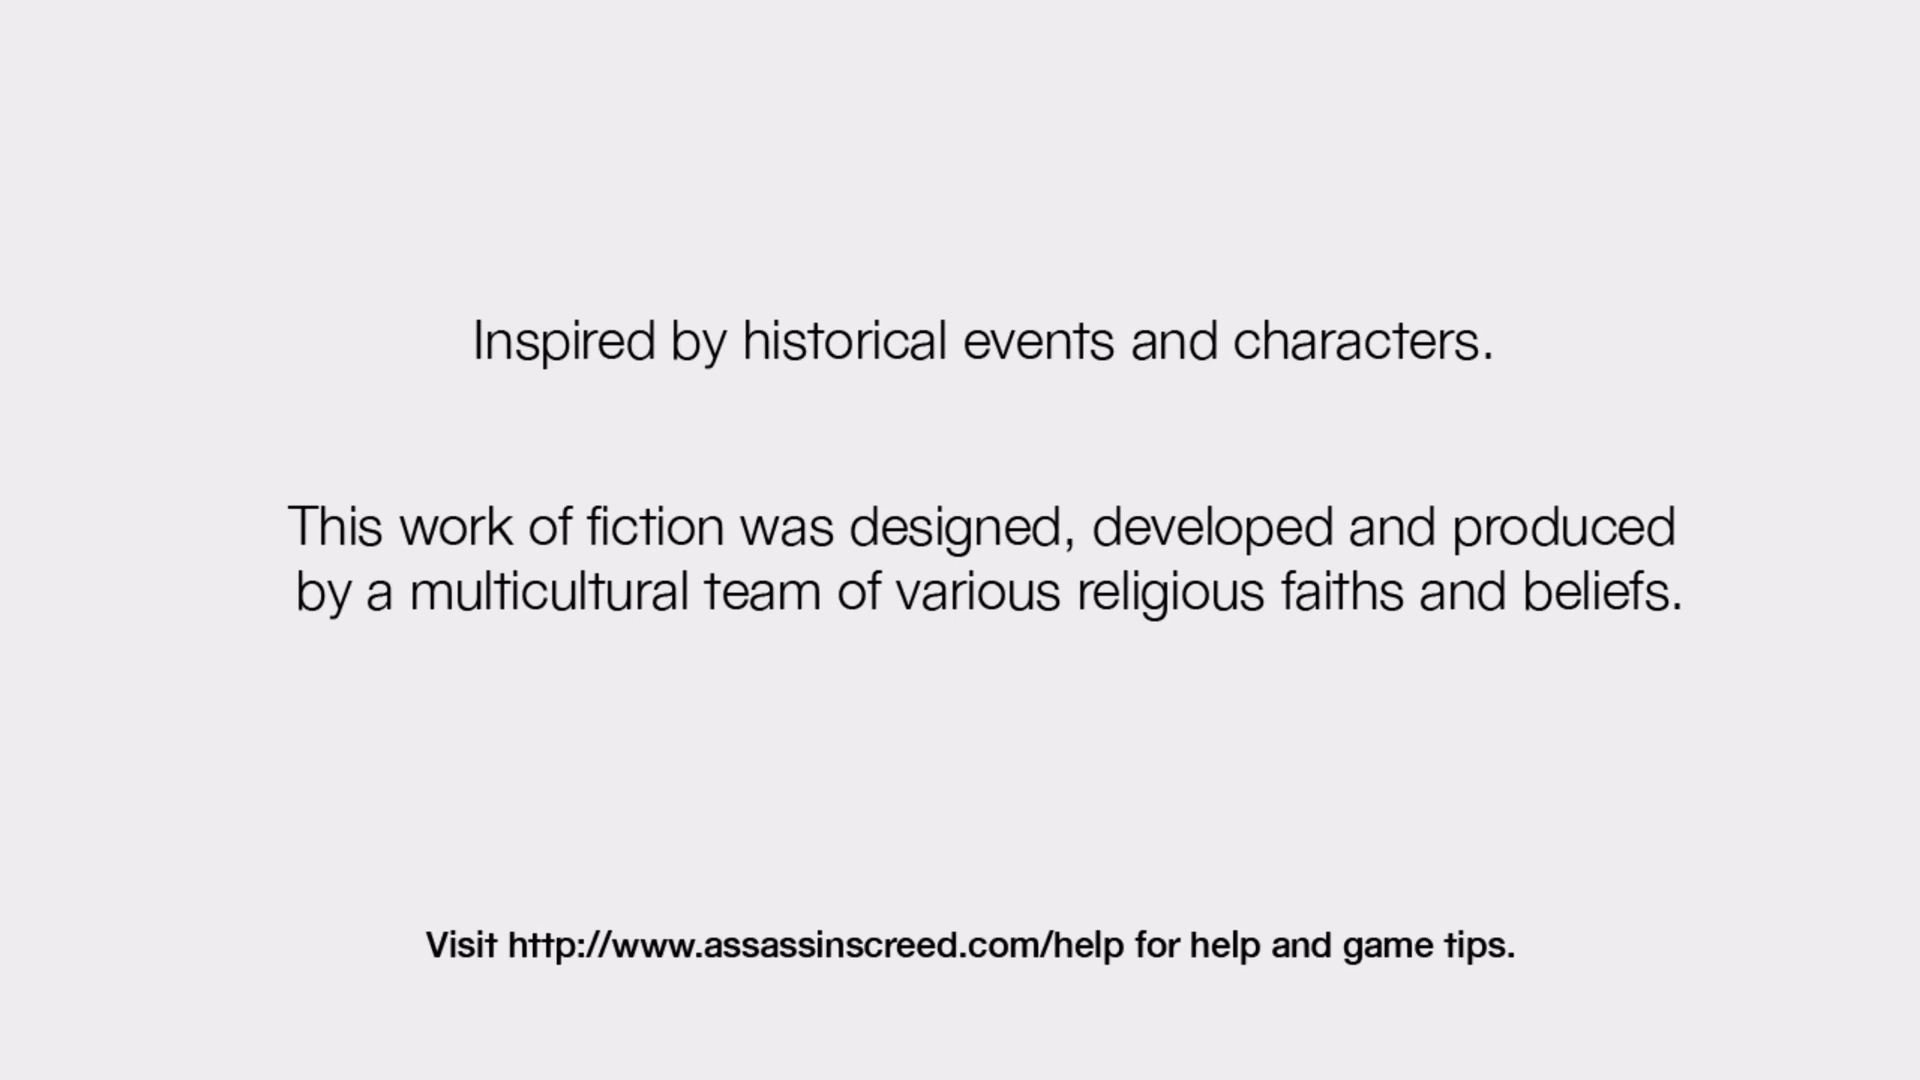 Inspired by historical events and characters.
This work of fiction was designed, developed and produced
by a multicultural team of various religious faiths and beliefs.
Visit http://www.assassinscreed.com/help for help and game tips.